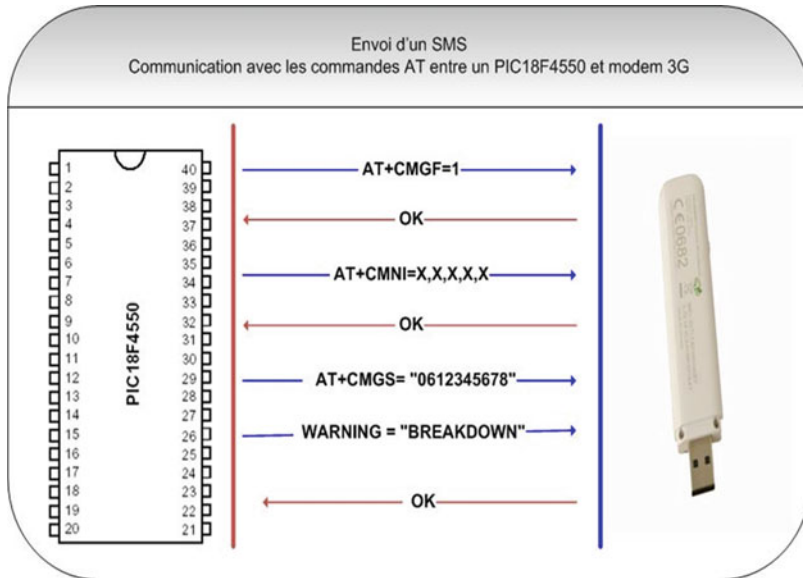 Envoi d'un SMS
Communication avec les commandes AT entre un PIC18F4550 et modem 3G
1 40
2 39
3 38
4 37
5 36
6 35
7 34
8 33
9 32
10 31
11 30
12 29
13 28
14 27
15 26
16 25
17 24
18 23
19 22
20 21
PIC18F4550
AT+CMGF=1
OK
AT+CMNI=X,X,X,X,X
OK
AT+CMGS= "0612345678"
WARNING = "BREAKDOWN"
OK
CE0682